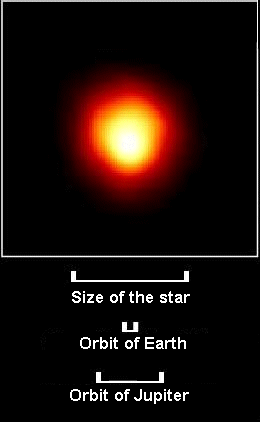 Size of the star
Orbit of Earth
Orbit of Jupiter